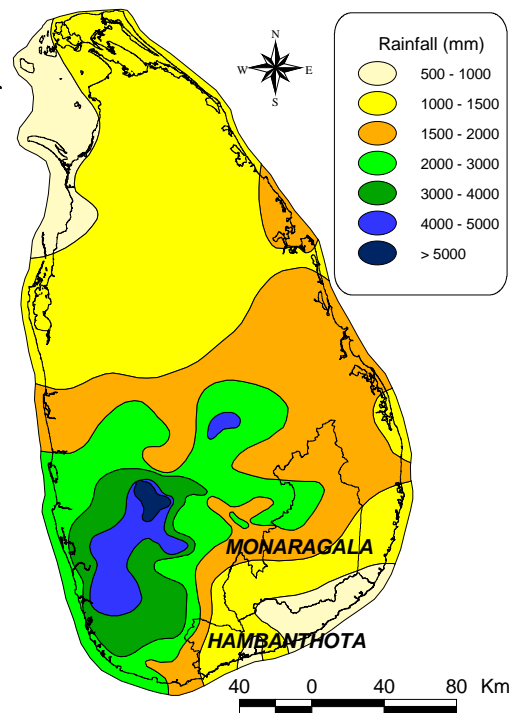 N
W E
S
Rainfall (mm)
500 - 1000
1000 - 1500
1500 - 2000
2000 - 3000
3000 - 4000
4000 - 5000
> 5000
MONARAGALA
HAMBANTHOTA
40 0 40 80 Km